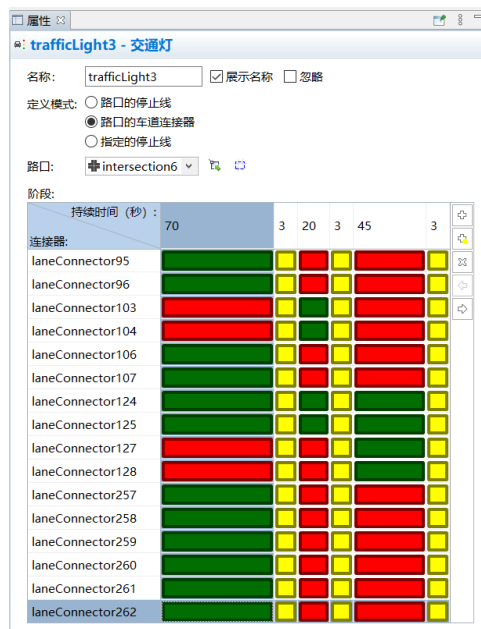 属性
trafficLight3 - 交通灯
名称: trafficLight3 展示名称 忽略
定义模式: 路口的停止线
路口的车道连接器
指定的停止线
路口: intersection6
阶段:
持续时间（秒）:
连接器:
70 3 20 3 45 3
laneConnector95
laneConnector96
laneConnector103
laneConnector104
laneConnector106
laneConnector107
laneConnector124
laneConnector125
laneConnector127
laneConnector128
laneConnector257
laneConnector258
laneConnector259
laneConnector260
laneConnector261
laneConnector262